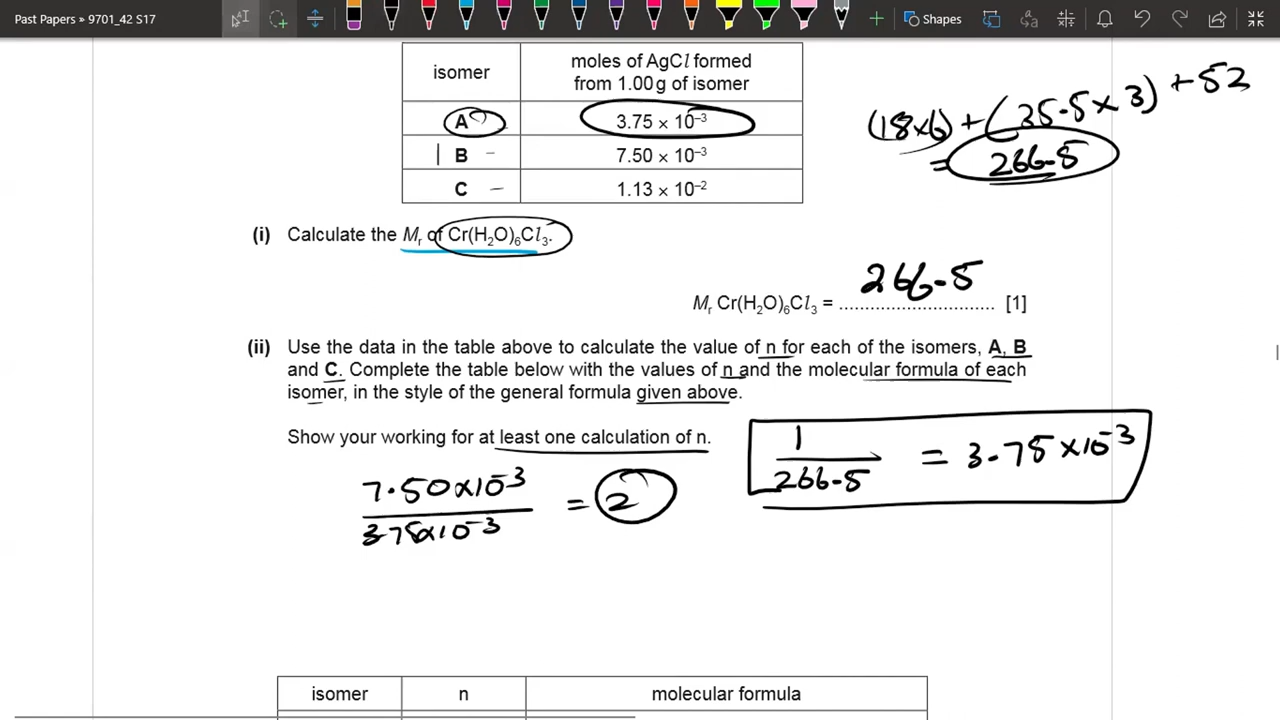 Past Papers » 9701_42 S17
Shapes
isomer
moles of AgCl formed
from 1.00 g of isomer
A
3.75 × 10⁻³
B
7.50 × 10⁻³
C
1.13 × 10⁻²
(18×6) + (35.5×3) + 52
= 266.5
(i) Calculate the Mr of Cr(H₂O)₆Cl₃.
266.5
Mr Cr(H₂O)₆Cl₃ = .............................. [1]
(ii) Use the data in the table above to calculate the value of n for each of the isomers, A, B
and C. Complete the table below with the values of n and the molecular formula of each
isomer, in the style of the general formula given above.
Show your working for at least one calculation of n.
1
266.5
= 3.75×10⁻³
7.50×10⁻³
3.75×10⁻³
= 2
isomer
n
molecular formula